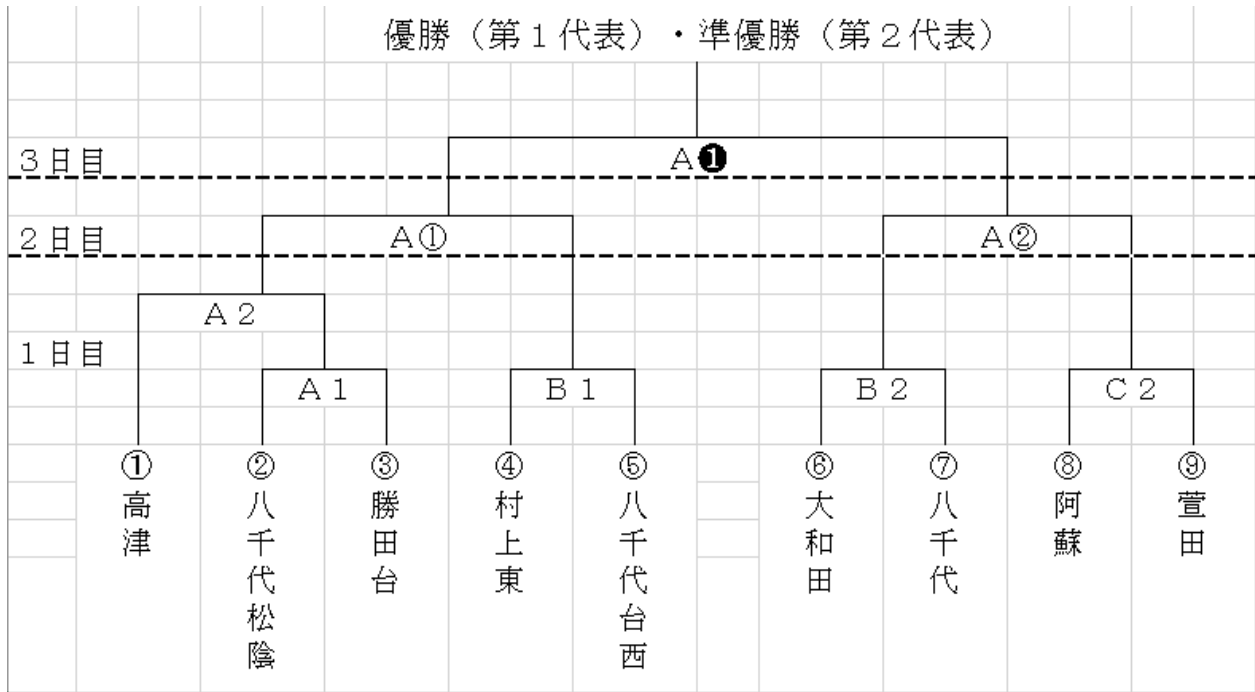 優勝（第１代表）・準優勝（第２代表）
３日目
Ａ❶
２日目
Ａ①
Ａ②
Ａ２
１日目
Ａ１
Ｂ１
Ｂ２
Ｃ２
①
②
③
④
⑤
⑥
⑦
⑧
⑨
高津
八千代松陰
勝田台
村上東
八千代台西
大和田
八千代
阿蘇
萱田